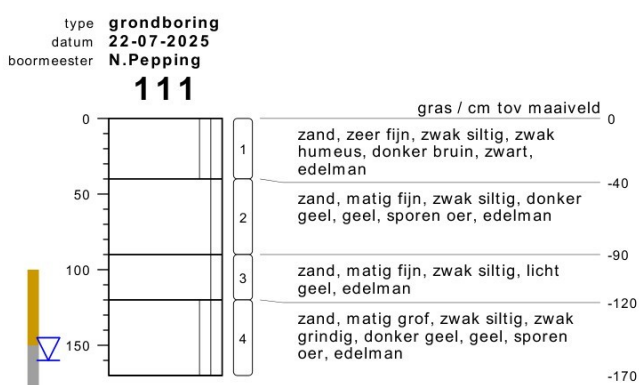 type grondboring
datum 22-07-2025
boormeester N.Pepping
111
gras / cm tov maaiveld
0
0
1
zand, zeer fijn, zwak siltig, zwak
humeus, donker bruin, zwart,
edelman
-40
50
2
zand, matig fijn, zwak siltig, donker
geel, geel, sporen oer, edelman
-90
100
3
zand, matig fijn, zwak siltig, licht
geel, edelman
-120
150
4
zand, matig grof, zwak siltig, zwak
grindig, donker geel, geel, sporen
oer, edelman
-170